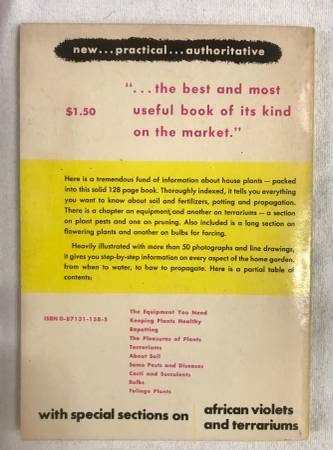 new...practical...authoritative
"...the best and most
$1.50 useful book of its kind
on the market."
Here is a tremendous fund of information about house plants — packed
into this solid 128 page book. Thoroughly indexed, it tells you everything
you want to know about soil and fertilizers, potting and propagation.
There is a chapter on equipment, and another on terrariums — a section
on plant pests and one on pruning. Also included is a long section on
flowering plants and another on bulbs for forcing.
Heavily illustrated with more than 50 photographs and line drawings,
it gives you step-by-step information on every aspect of the home garden,
from when to water, to how to propagate. Here is a partial table of
contents:
ISBN 0-87131-158-5
The Equipment You Need
Keeping Plants Healthy
Repotting
The Pleasures of Plants
Terrariums
About Soil
Some Pests and Diseases
Cacti and Succulents
Bulbs
Foliage Plants
with special sections on african violets
and terrariums